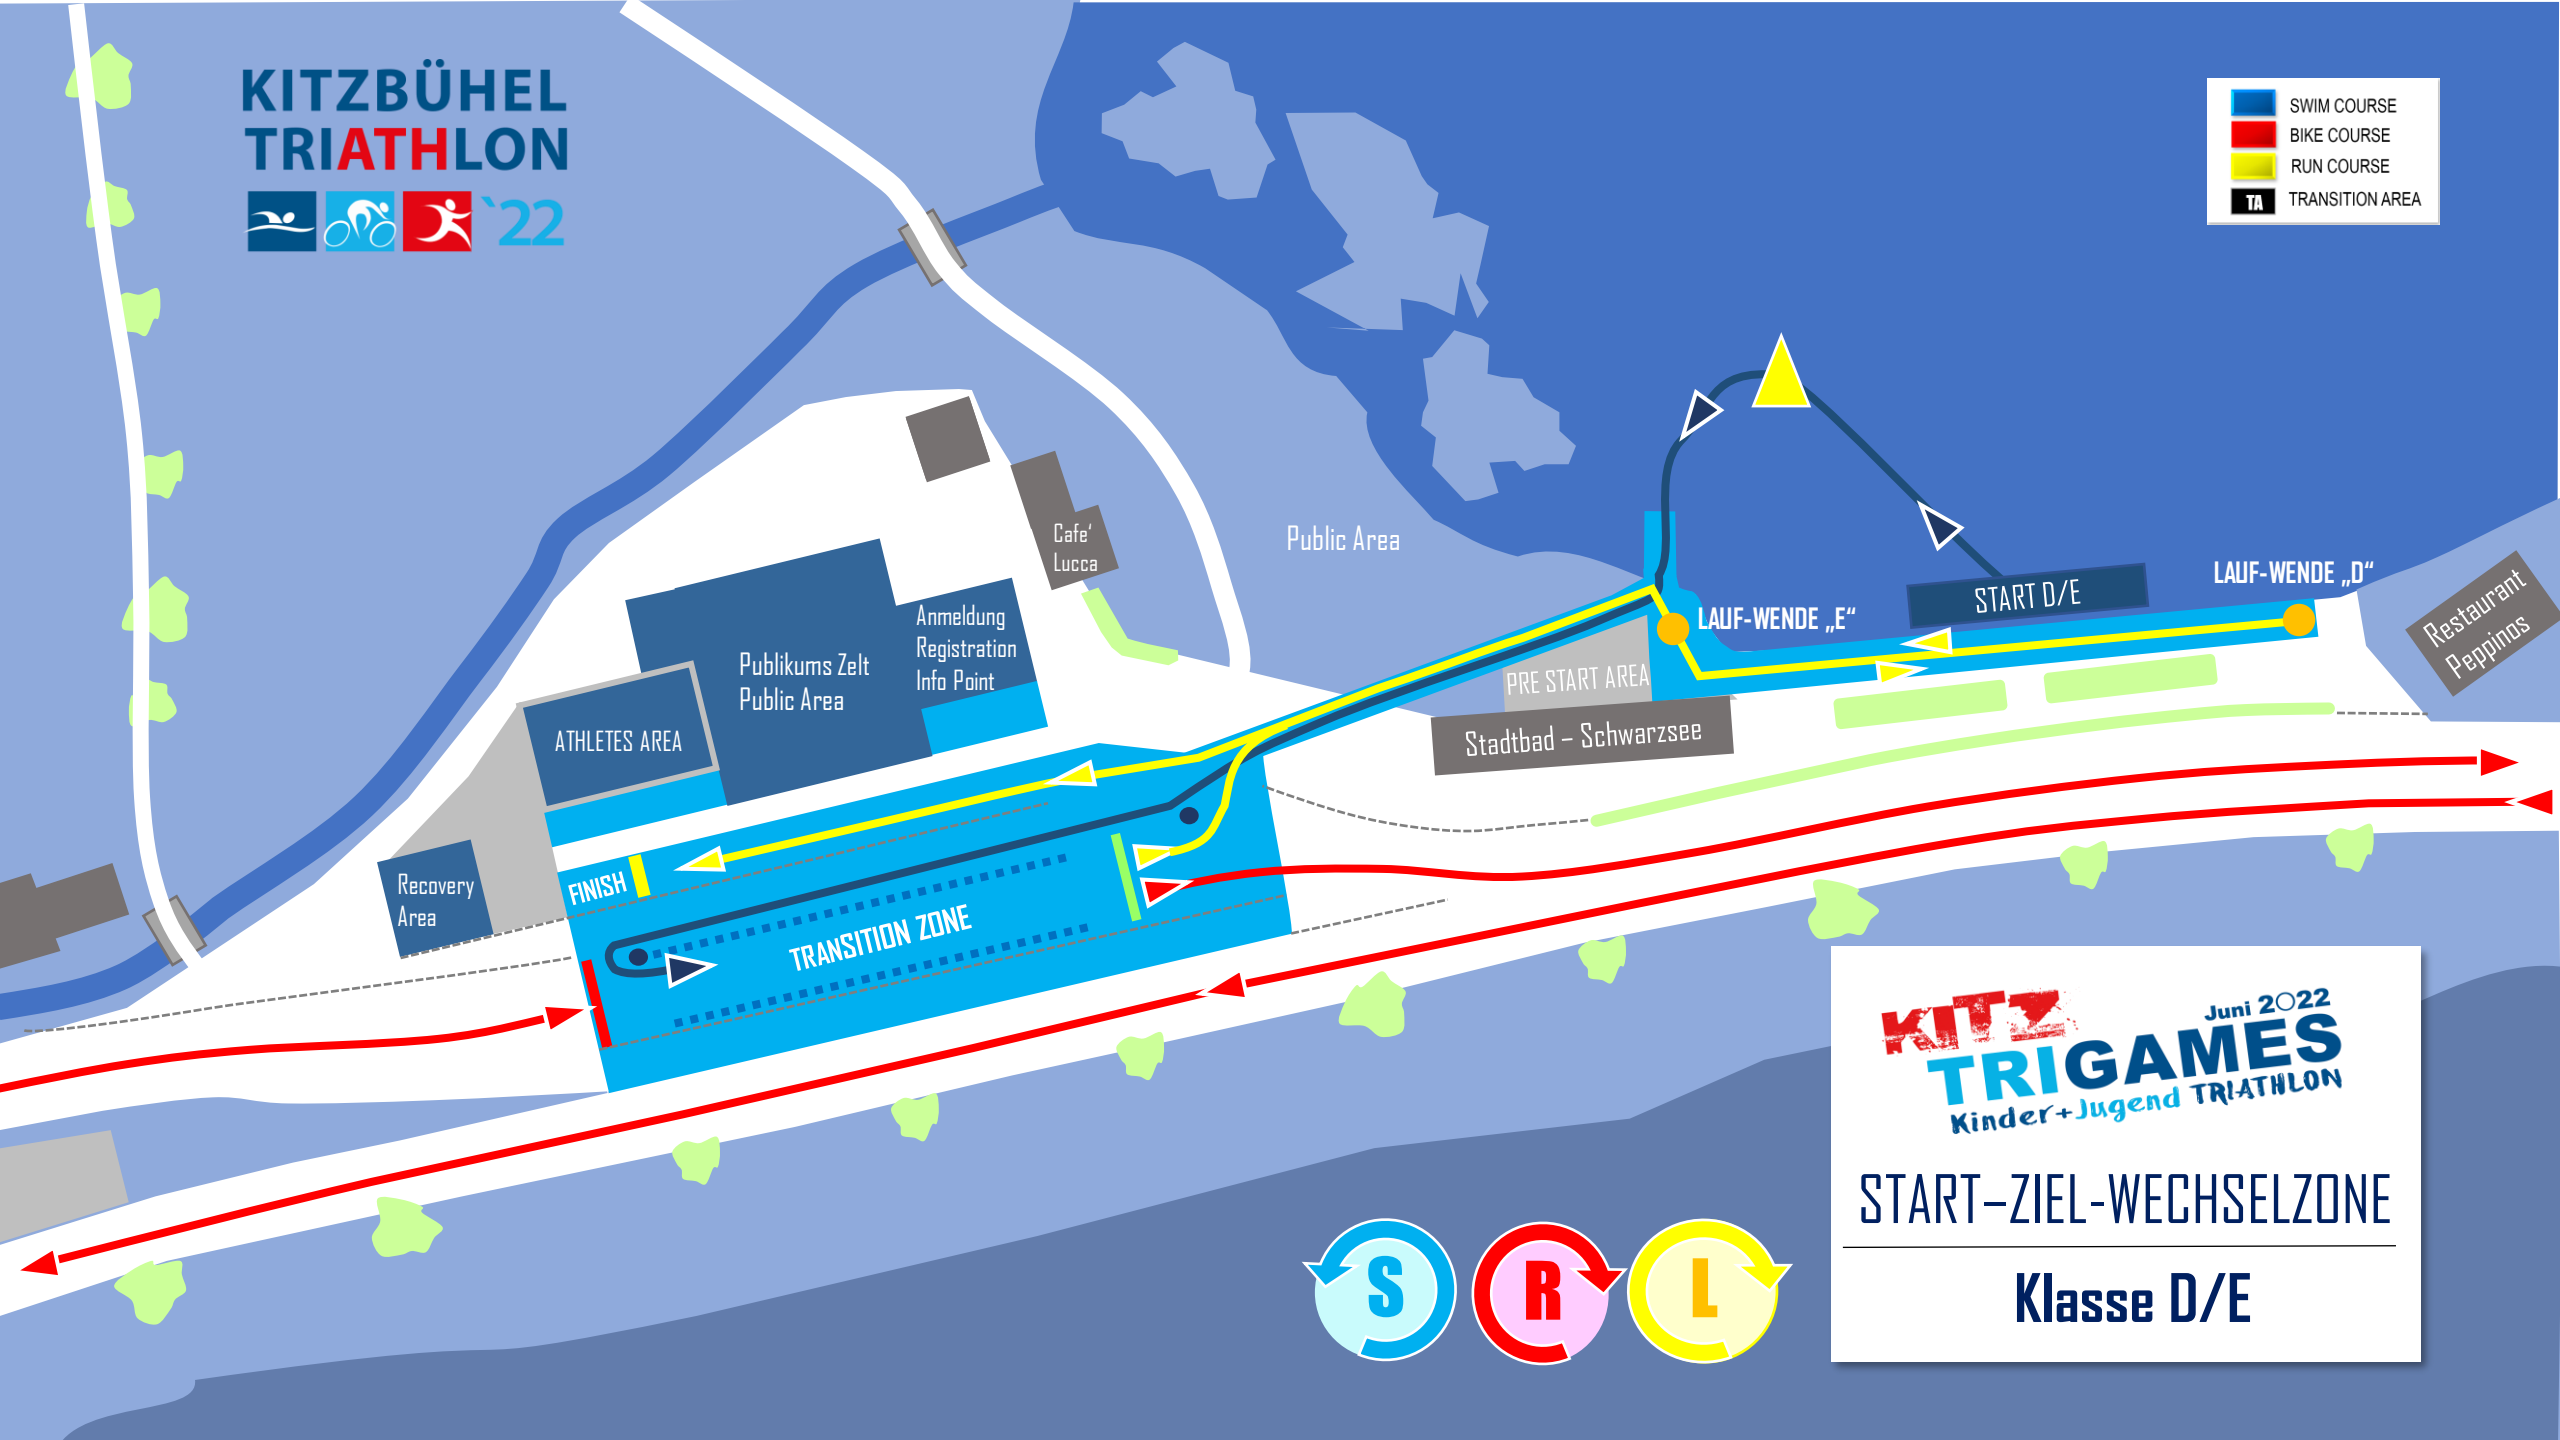 KITZBÜHEL
TRIATHLON
`22
SWIM COURSE
BIKE COURSE
RUN COURSE
TA TRANSITION AREA
Cafe'
Lucca
Public Area
LAUF-WENDE „D“
START D/E
LAUF-WENDE „E“
Restaurant
Peppinos
Anmeldung
Registration
Info Point
Publikums Zelt
Public Area
PRE START AREA
ATHLETES AREA
Stadtbad – Schwarzsee
FINISH
Recovery
Area
TRANSITION ZONE
KITZ
Juni 2022
TRIGAMES
Kinder+Jugend TRIATHLON
START–ZIEL-WECHSELZONE
Klasse D/E
S
R
L